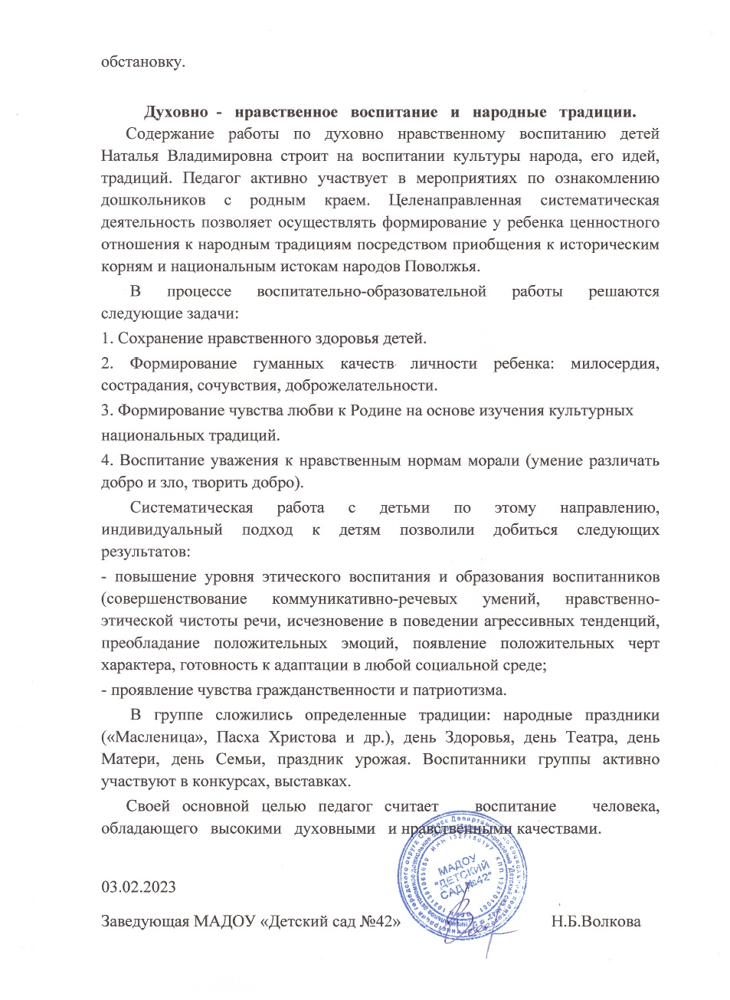 обстановку.
Духовно - нравственное воспитание и народные традиции.
Содержание работы по духовно нравственному воспитанию детей
Наталья Владимировна строит на воспитании культуры народа, его идей,
традиций. Педагог активно участвует в мероприятиях по ознакомлению
дошкольников с родным краем. Целенаправленная систематическая
деятельность позволяет осуществлять формирование у ребенка ценностного
отношения к народным традициям посредством приобщения к историческим
корням и национальным истокам народов Поволжья.
В процессе воспитательно-образовательной работы решаются
следующие задачи:
1. Сохранение нравственного здоровья детей.
2. Формирование гуманных качеств личности ребенка: милосердия,
сострадания, сочувствия, доброжелательности.
3. Формирование чувства любви к Родине на основе изучения культурных
национальных традиций.
4. Воспитание уважения к нравственным нормам морали (умение различать
добро и зло, творить добро).
Систематическая работа с детьми по этому направлению,
индивидуальный подход к детям позволили добиться следующих
результатов:
- повышение уровня этического воспитания и образования воспитанников
(совершенствование коммуникативно-речевых умений, нравственно-
этической чистоты речи, исчезновение в поведении агрессивных тенденций,
преобладание положительных эмоций, появление положительных черт
характера, готовность к адаптации в любой социальной среде;
- проявление чувства гражданственности и патриотизма.
В группе сложились определенные традиции: народные праздники
(«Масленица», Пасха Христова и др.), день Здоровья, день Театра, день
Матери, день Семьи, праздник урожая. Воспитанники группы активно
участвуют в конкурсах, выставках.
Своей основной целью педагог считает воспитание человека,
обладающего высокими духовными и нравственными качествами.
МАДОУ
"ДЕТСКИЙ
САД №42"
03.02.2023
Заведующая МАДОУ «Детский сад №42» Н.Б.Волкова